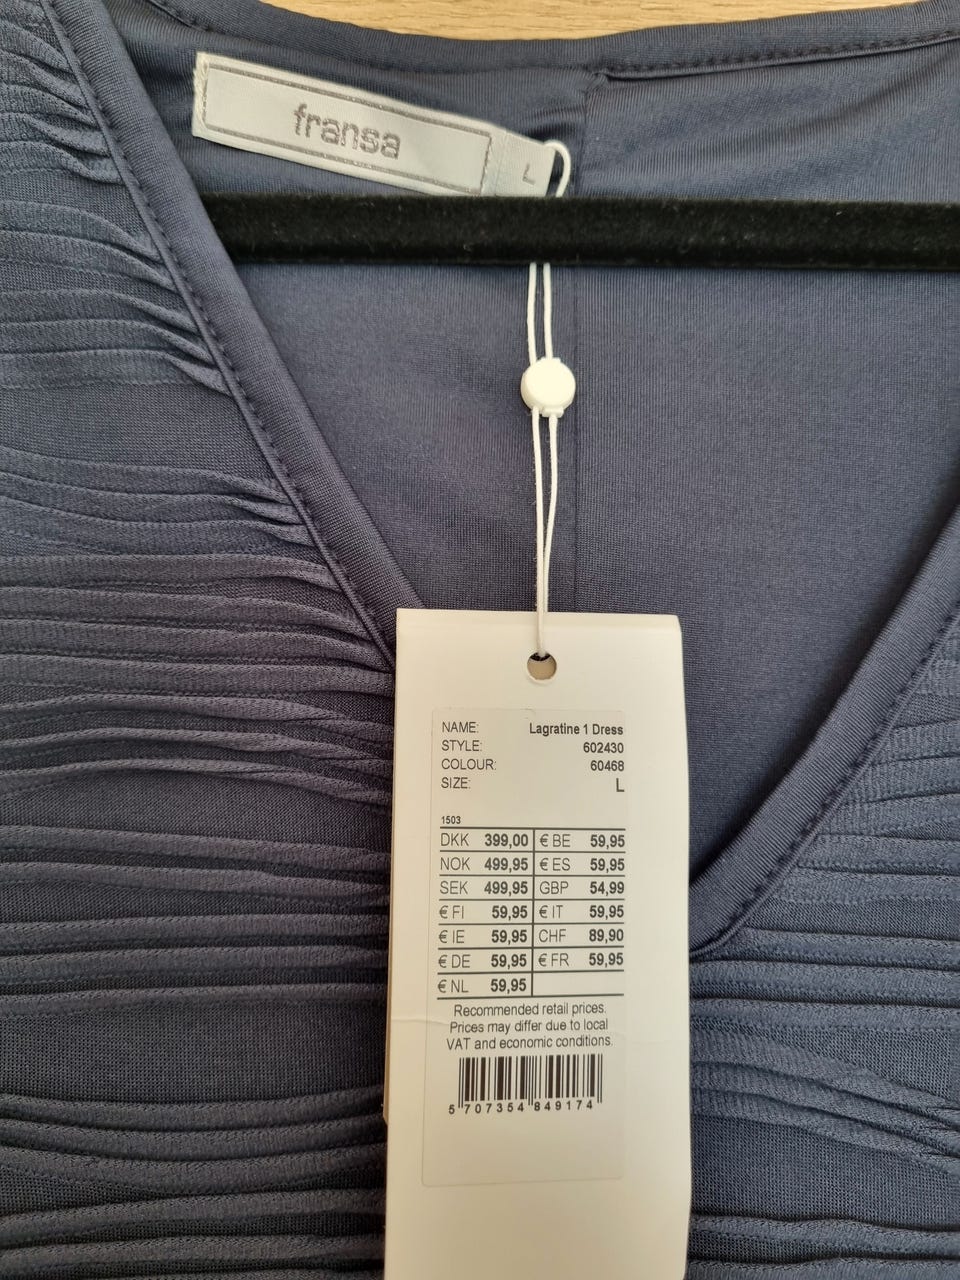 fransa
L
NAME: Lagratine 1 Dress
STYLE: 602430
COLOUR: 60468
SIZE: L
1503
DKK 399,00 € BE 59,95
NOK 499,95 € ES 59,95
SEK 499,95 GBP 54,99
€ FI 59,95 € IT 59,95
€ IE 59,95 CHF 89,90
€ DE 59,95 € FR 59,95
€ NL 59,95
Recommended retail prices.
Prices may differ due to local
VAT and economic conditions.
5 707354 849174